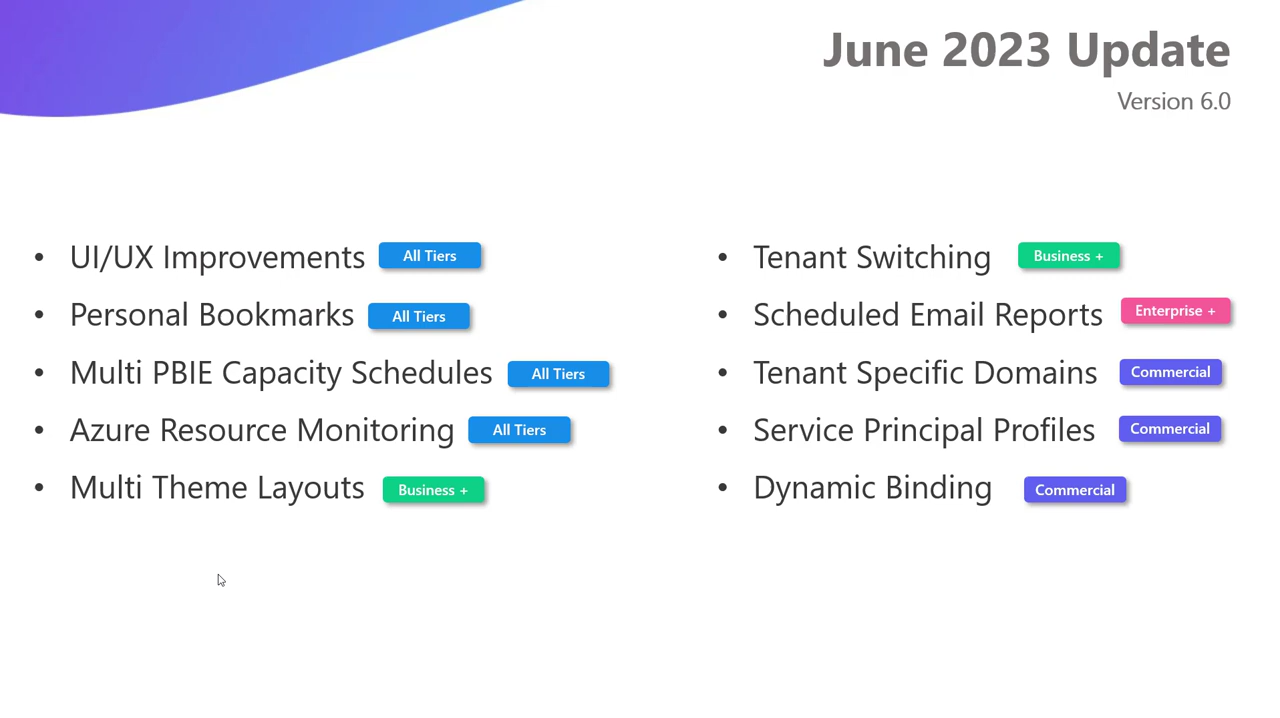 June 2023 Update
Version 6.0
• UI/UX Improvements All Tiers
• Personal Bookmarks All Tiers
• Multi PBIE Capacity Schedules All Tiers
• Azure Resource Monitoring All Tiers
• Multi Theme Layouts Business +
• Tenant Switching Business +
• Scheduled Email Reports Enterprise +
• Tenant Specific Domains Commercial
• Service Principal Profiles Commercial
• Dynamic Binding Commercial